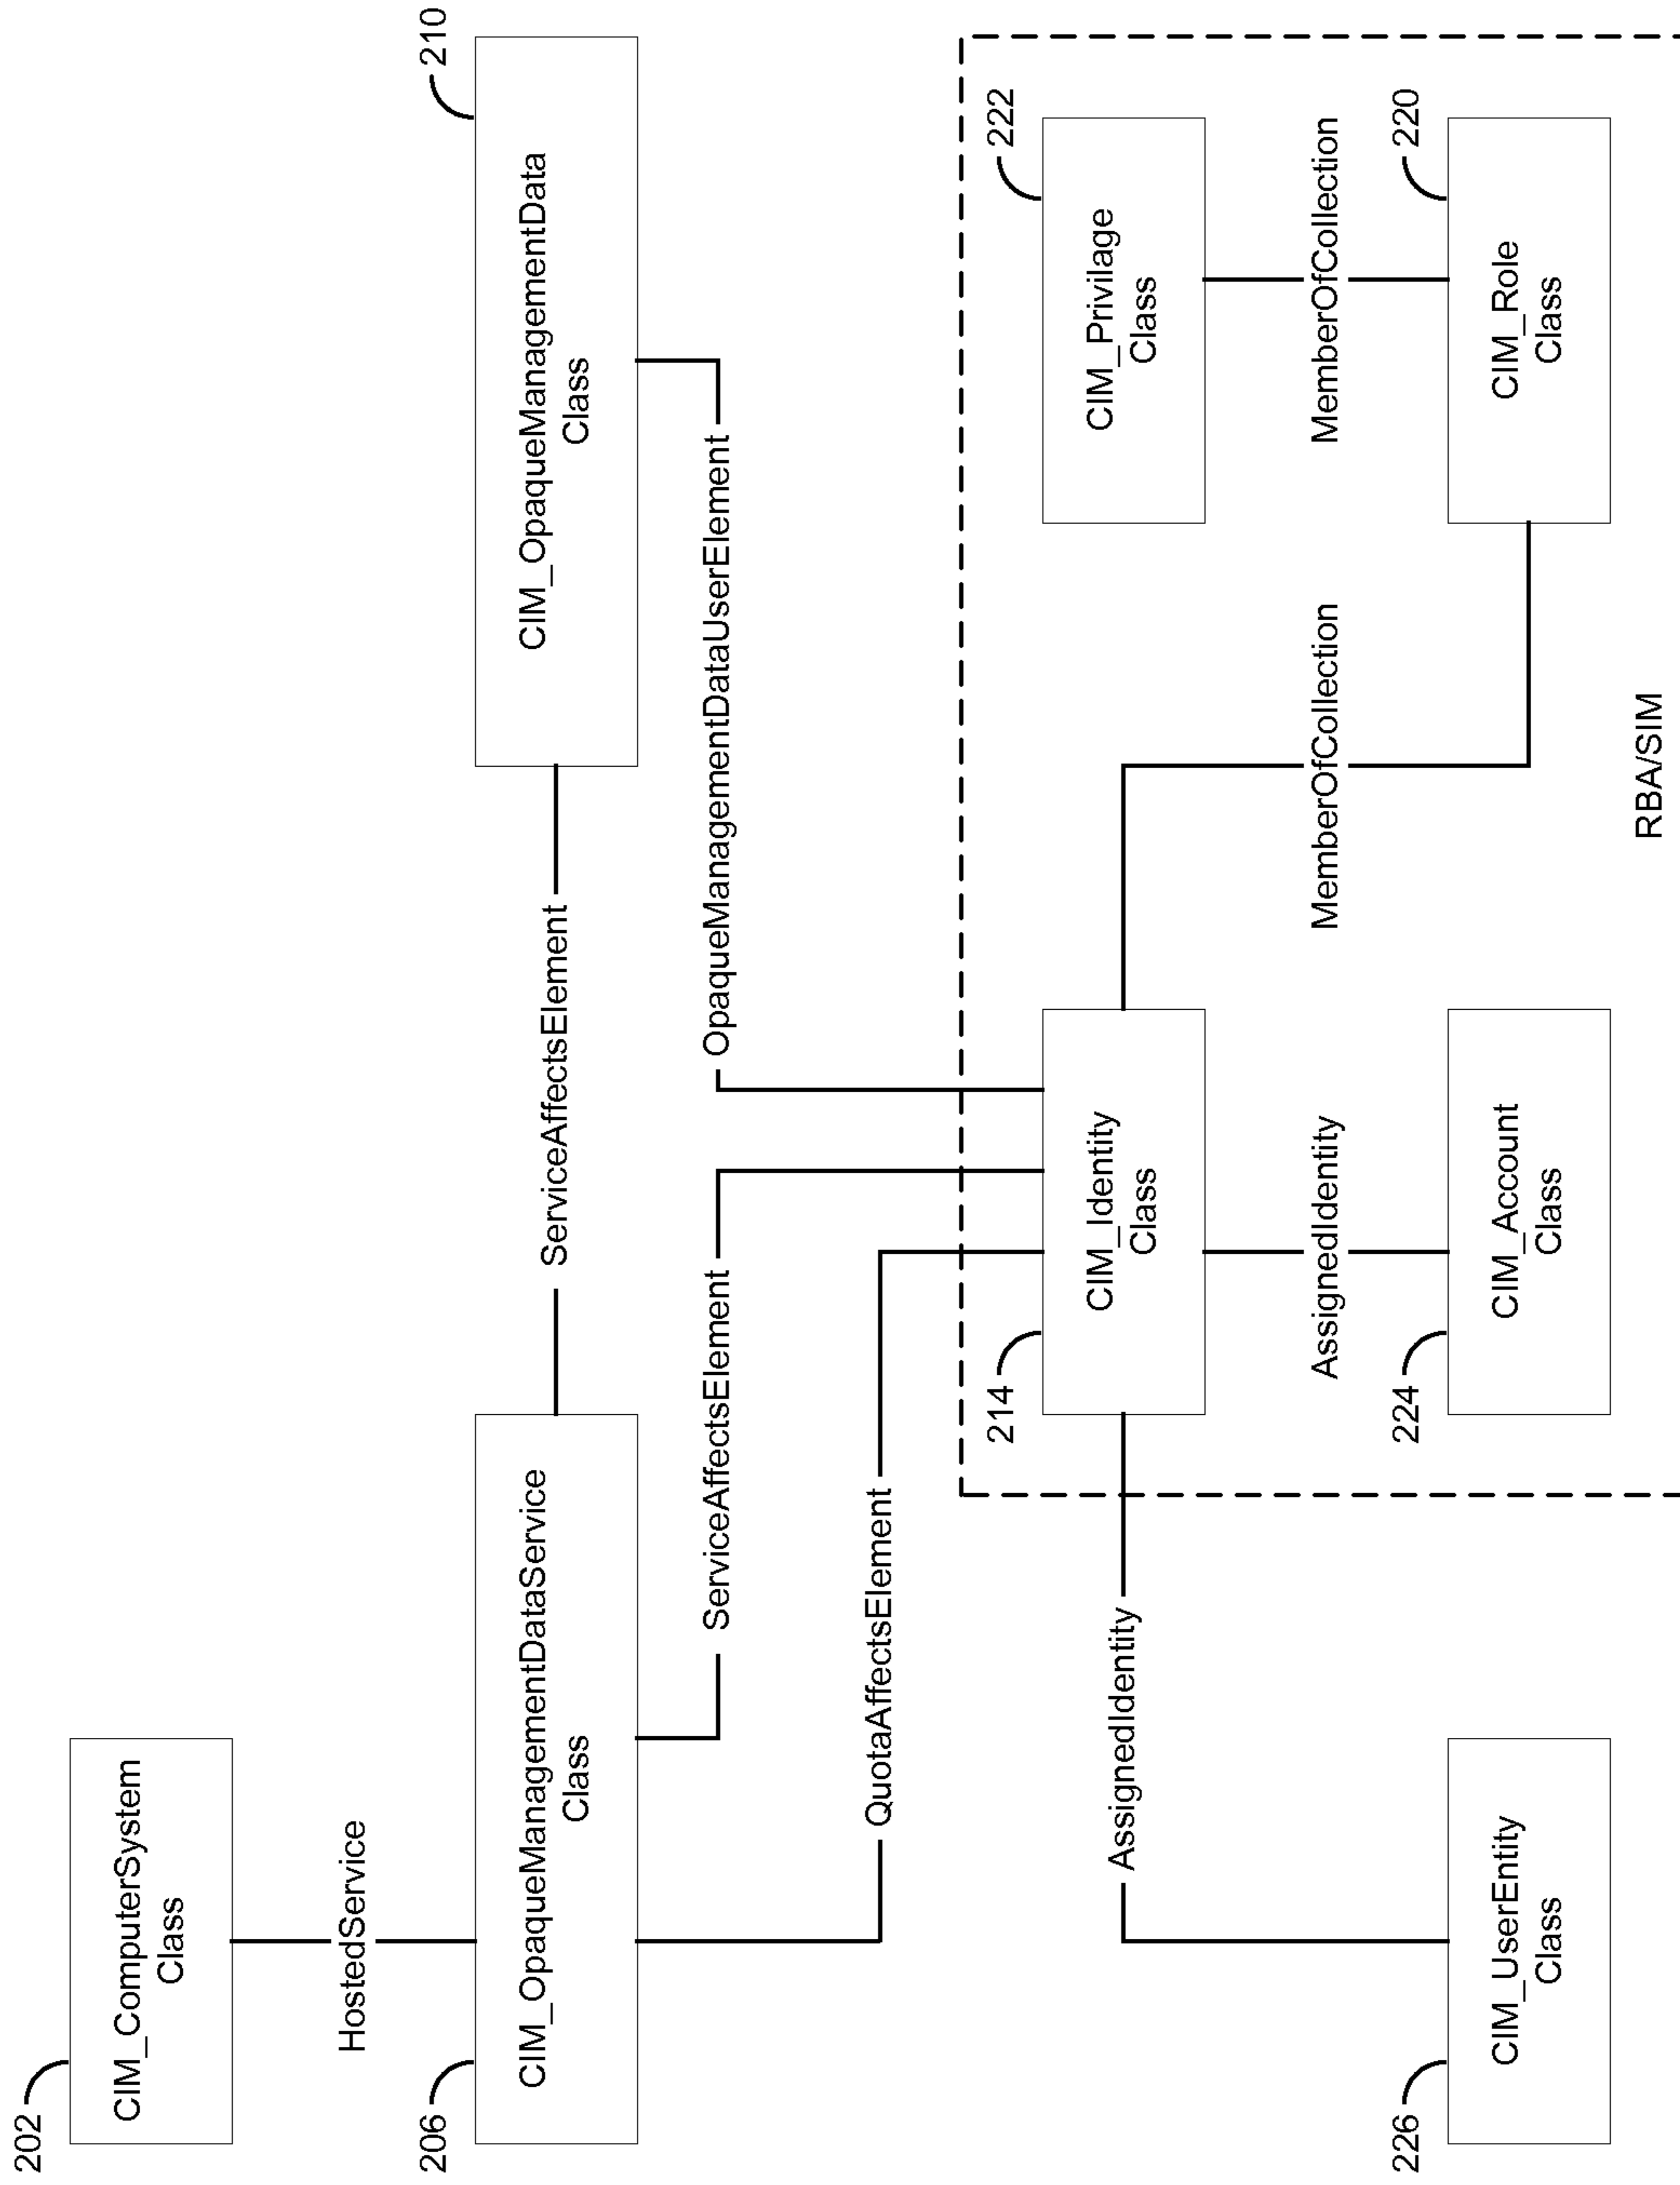 202
CIM_ComputerSystem
Class
HostedService
206
CIM_OpaqueManagementDataService
Class
ServiceAffectsElement
210
CIM_OpaqueManagementData
Class
ServiceAffectsElement
OpaqueManagementDataUserElement
QuotaAffectsElement
214
CIM_Identity
Class
222
CIM_Privilage
Class
AssignedIdentity
AssignedIdentity
MemberOfCollection
MemberOfCollection
226
CIM_UserEntity
Class
224
CIM_Account
Class
220
CIM_Role
Class
RBA/SIM